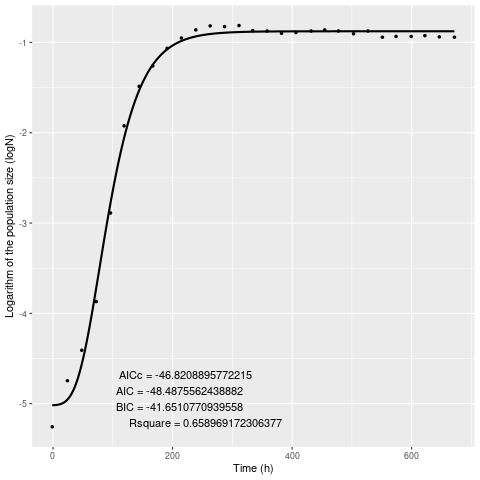 Logarithm of the population size (logN)
-1
-2
-3
-4
-5
AICc = -46.8208895772215
AIC = -48.4875562438882
BIC = -41.6510770939558
Rsquare = 0.658969172306377
0
200
400
600
Time (h)